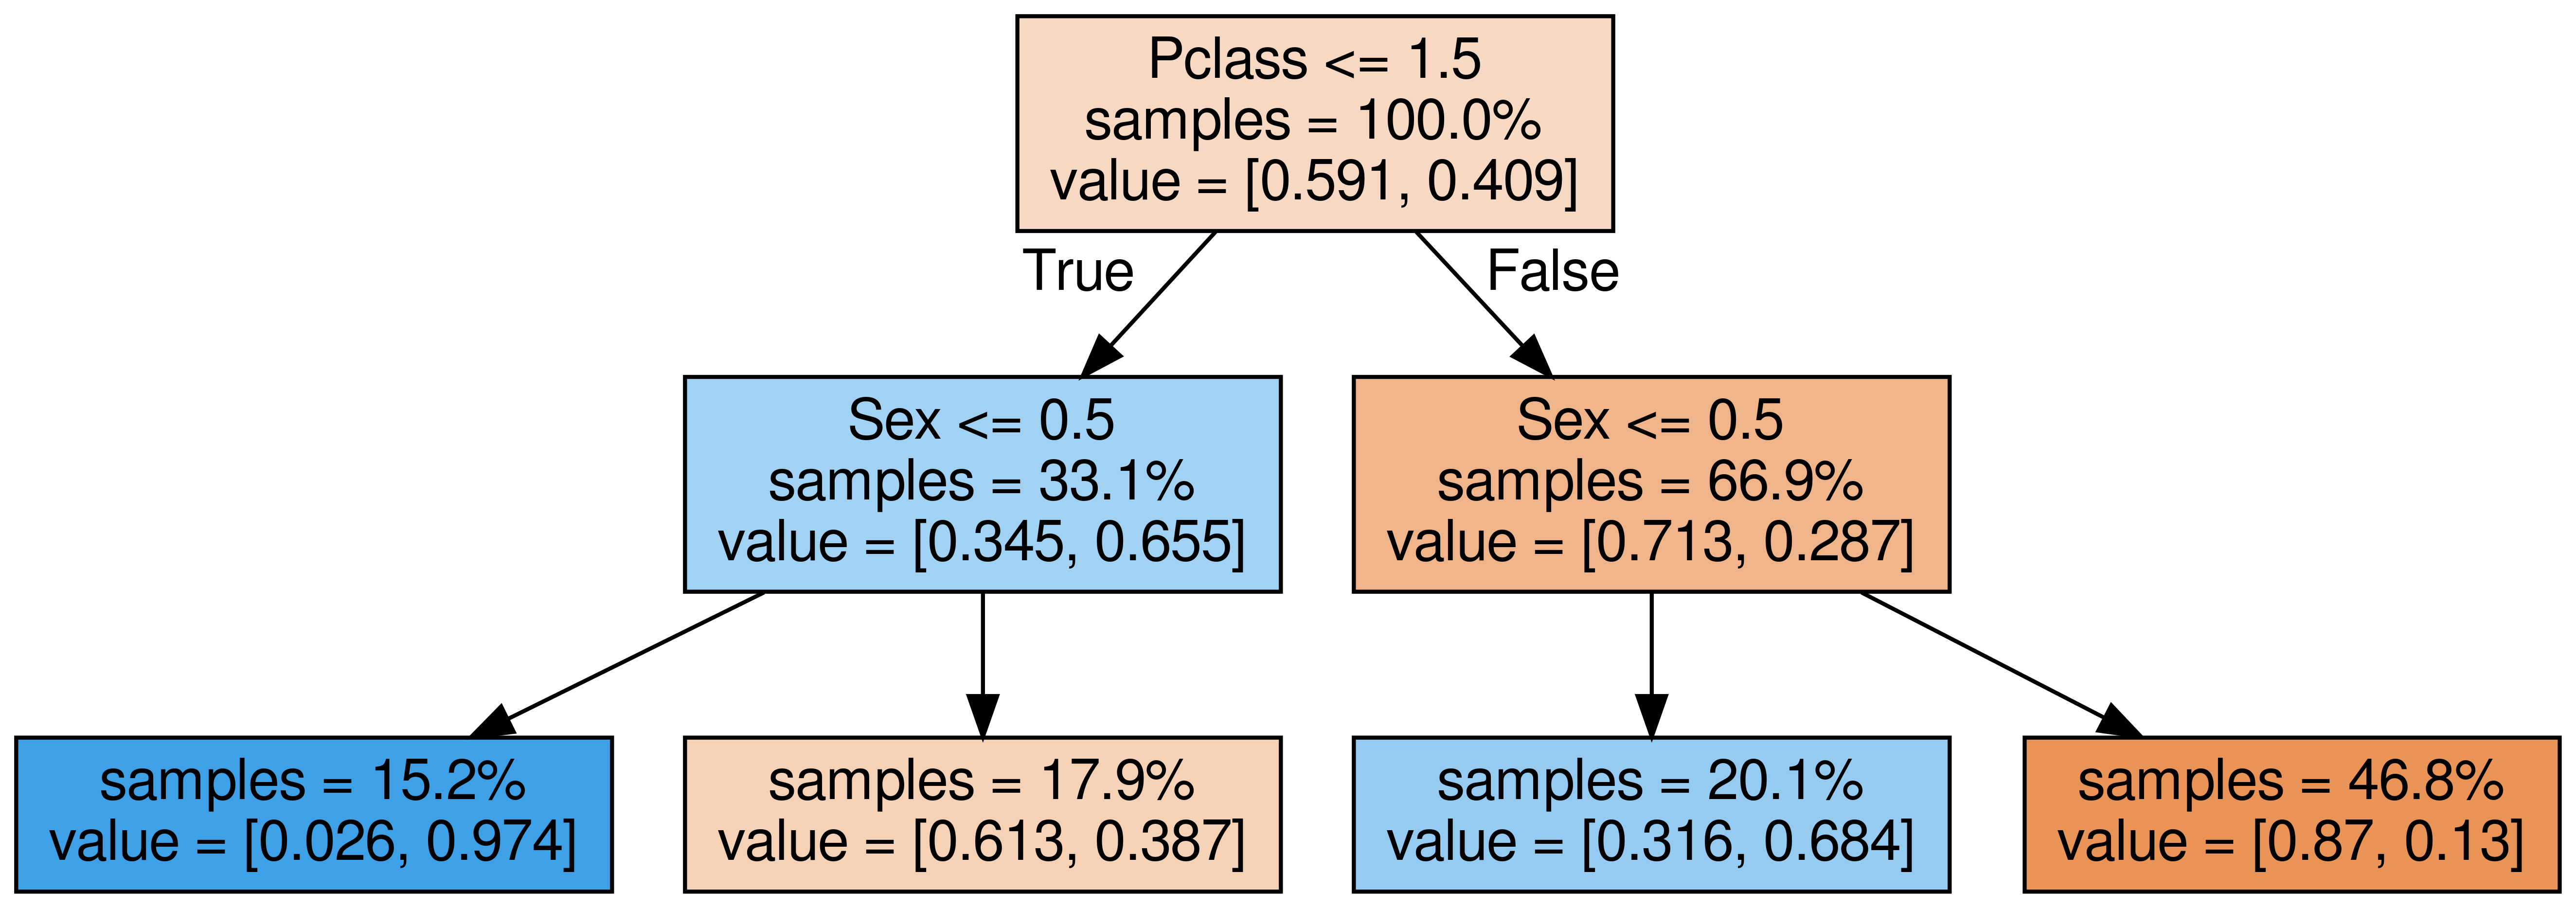 Pclass <= 1.5
samples = 100.0%
value = [0.591, 0.409]
True
False
Sex <= 0.5
samples = 33.1%
value = [0.345, 0.655]
Sex <= 0.5
samples = 66.9%
value = [0.713, 0.287]
samples = 15.2%
value = [0.026, 0.974]
samples = 17.9%
value = [0.613, 0.387]
samples = 20.1%
value = [0.316, 0.684]
samples = 46.8%
value = [0.87, 0.13]